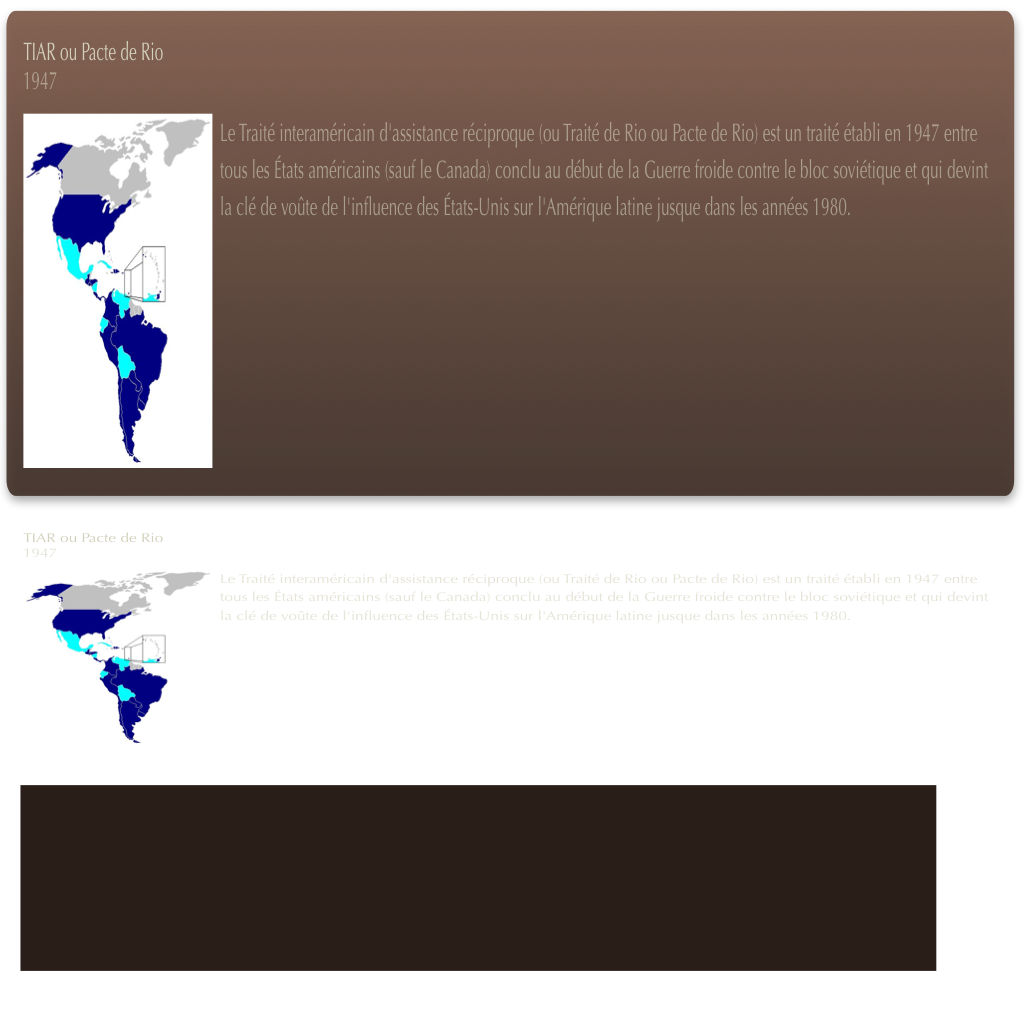 TIAR ou Pacte de Rio
1947
Le Traité interaméricain d'assistance réciproque (ou Traité de Rio ou Pacte de Rio) est un traité établi en 1947 entre
tous les États américains (sauf le Canada) conclu au début de la Guerre froide contre le bloc soviétique et qui devint
la clé de voûte de l'influence des États-Unis sur l'Amérique latine jusque dans les années 1980.
TIAR ou Pacte de Rio
1947
Le Traité interaméricain d'assistance réciproque (ou Traité de Rio ou Pacte de Rio) est un traité établi en 1947 entre
tous les États américains (sauf le Canada) conclu au début de la Guerre froide contre le bloc soviétique et qui devint
la clé de voûte de l'influence des États-Unis sur l'Amérique latine jusque dans les années 1980.